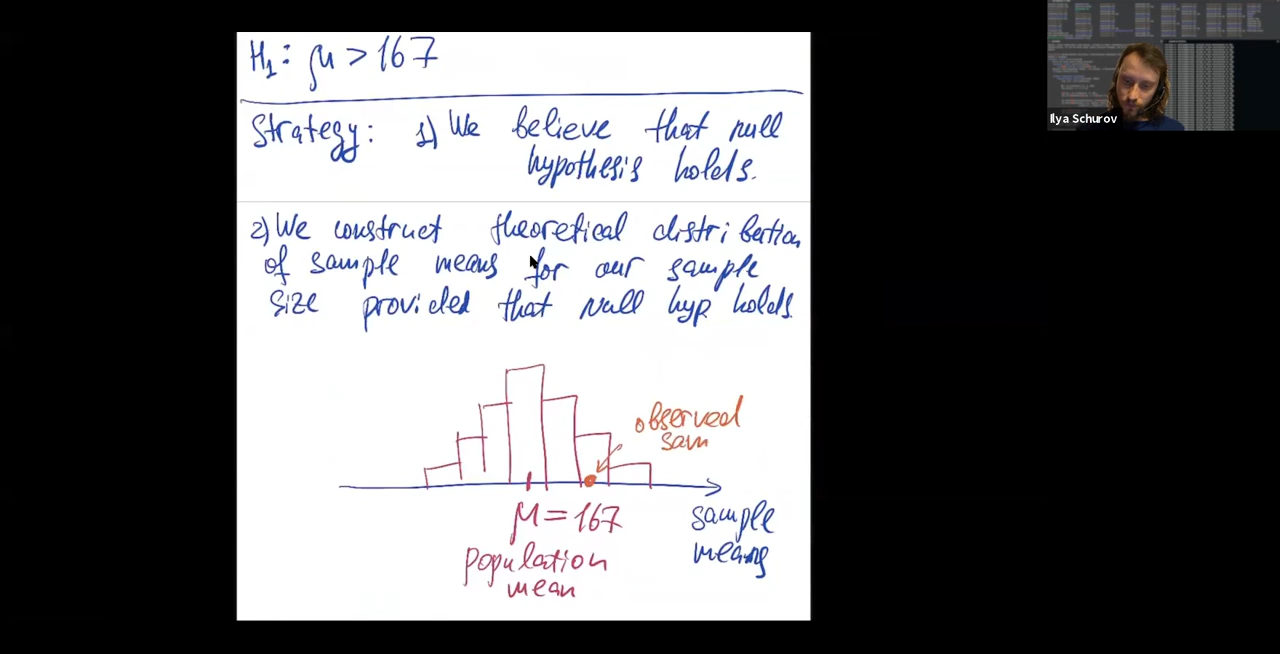 H₁: μ > 167
Strategy: 1) We believe that null
hypothesis holds.
2) We construct theoretical distribution
of sample means for our sample
size provided that null hyp. holds.
observed
sam
μ = 167
population
mean
sample
means
Ilya Schurov